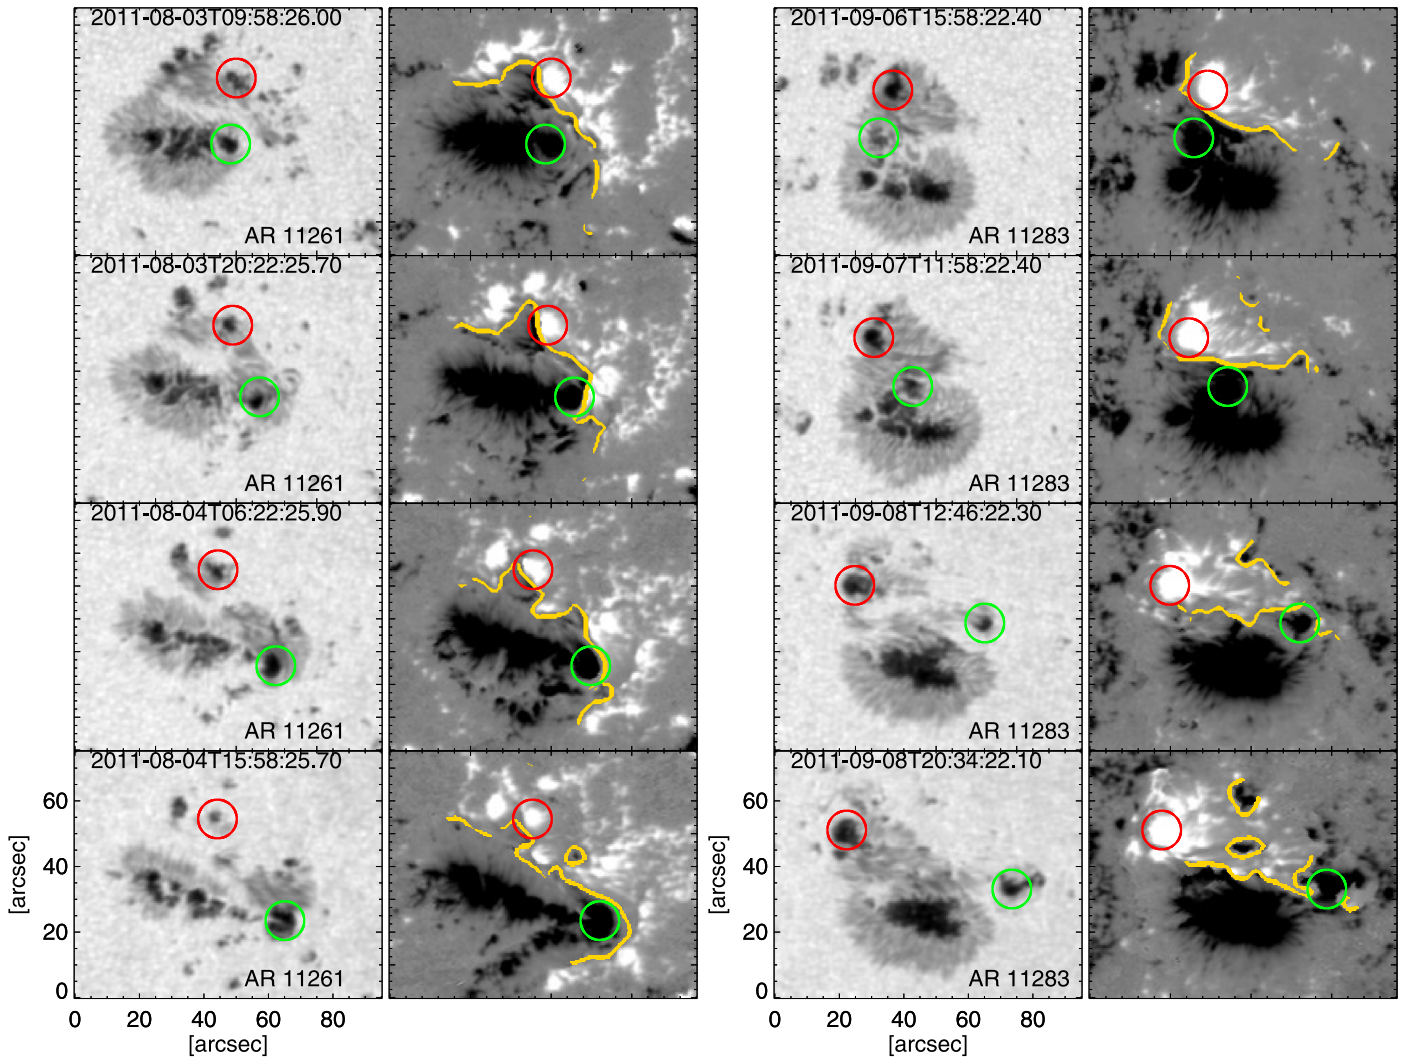 2011-08-03T09:58:26.00
AR 11261
2011-09-06T15:58:22.40
AR 11283
2011-08-03T20:22:25.70
AR 11261
2011-09-07T11:58:22.40
AR 11283
2011-08-04T06:22:25.90
AR 11261
2011-09-08T12:46:22.30
AR 11283
2011-08-04T15:58:25.70
AR 11261
60
40
20
0
[arcsec]
0 20 40 60 80
[arcsec]
2011-09-08T20:34:22.10
AR 11283
60
40
20
0
[arcsec]
0 20 40 60 80
[arcsec]